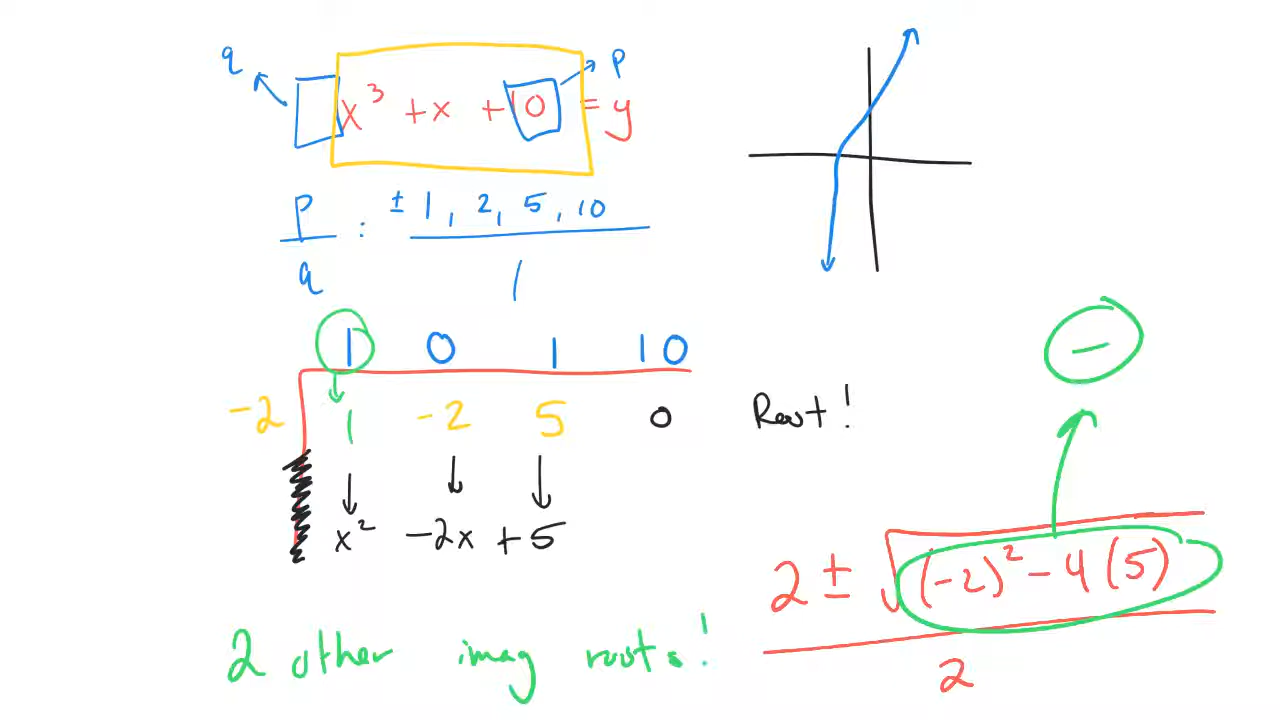 q
p
x³ + x + 10 = y
p/q : ± 1, 2, 5, 10 / 1
1 0 1 10
-2 1 -2 5 0 Root!
x² -2x + 5
−
2 ± √((-2)² - 4(5)) / 2
2 other imag roots!